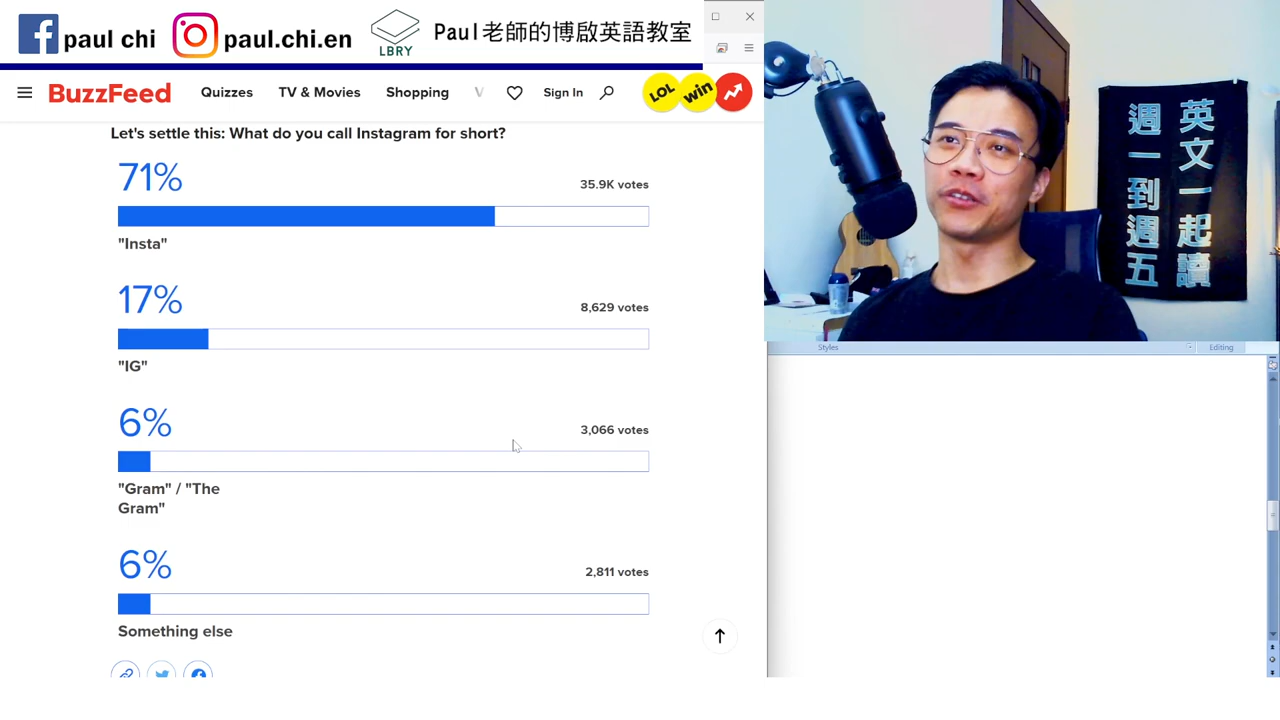 paul chi
paul.chi.en
LBRY
Paul老師的博啟英語教室
BuzzFeed
Quizzes
TV & Movies
Shopping
Sign In
LOL
win
Let's settle this: What do you call Instagram for short?
71%
35.9K votes
"Insta"
17%
8,629 votes
"IG"
6%
3,066 votes
"Gram" / "The
Gram"
6%
2,811 votes
Something else
英文一起讀
週一到週五
Styles
Editing